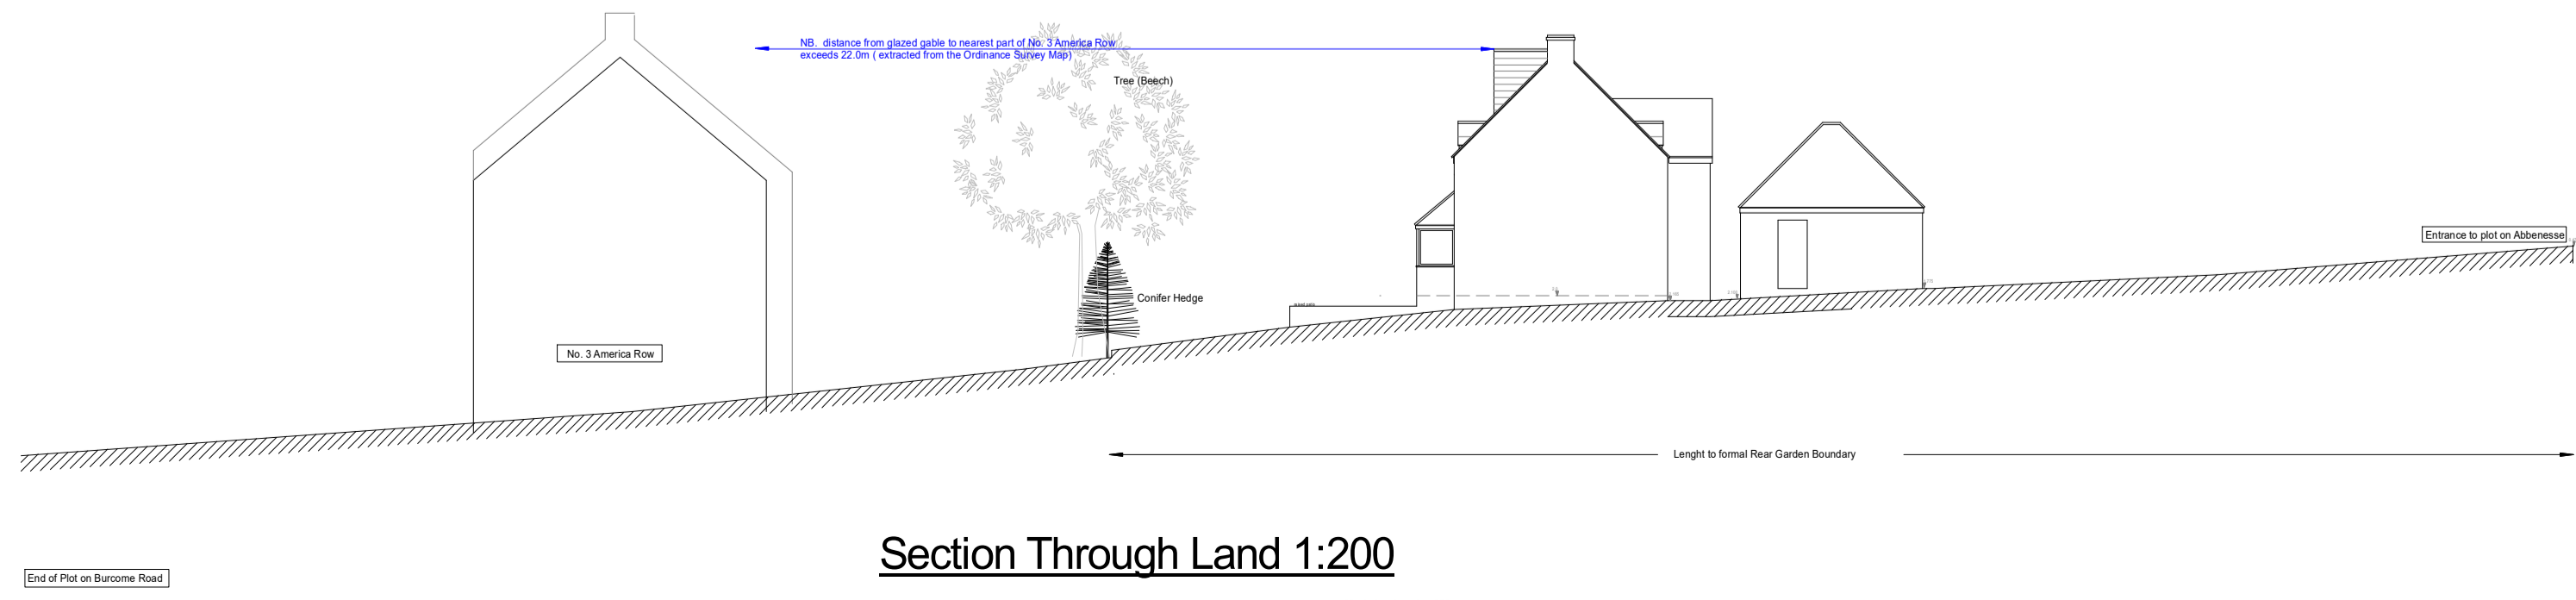 NB. distance from glazed gable to nearest part of No. 3 America Row
exceeds 22.0m ( extracted from the Ordinance Survey Map)
Tree (Beech)
Entrance to plot on Abbenesse
Conifer Hedge
No. 3 America Row
Lenght to formal Rear Garden Boundary
Section Through Land 1:200
End of Plot on Burcome Road